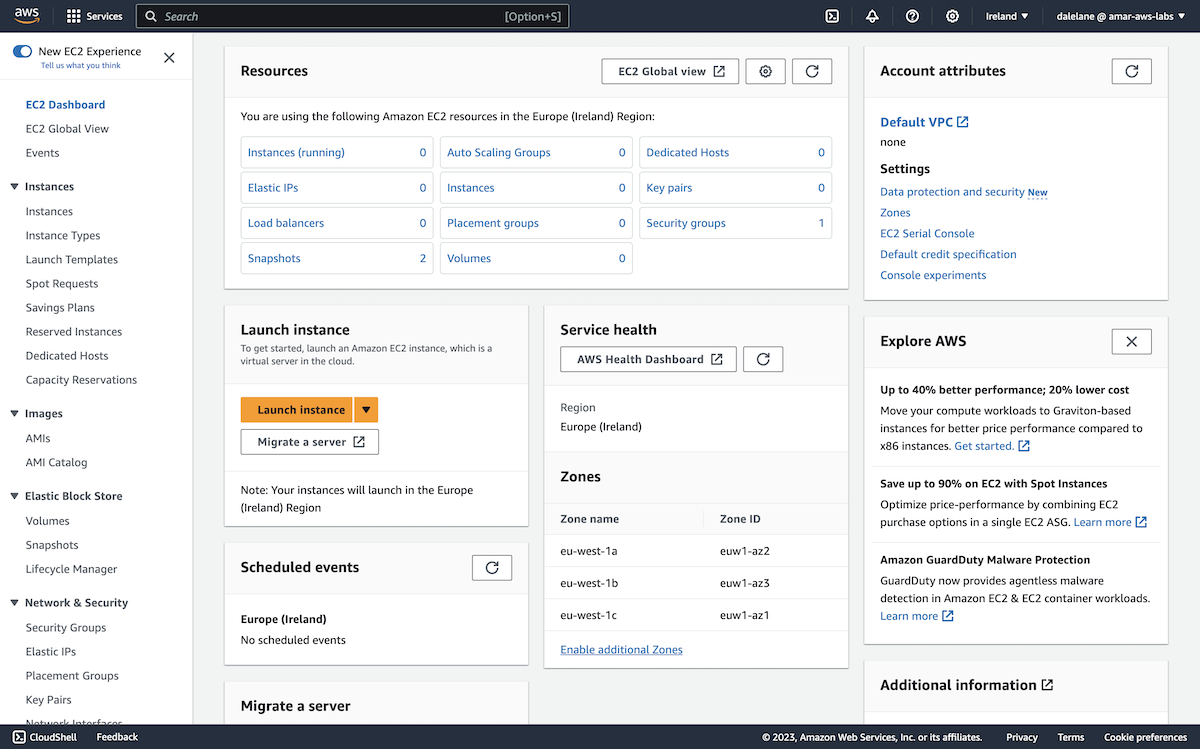 aws
Services
Search
[Option+S]
Ireland
dalelane @ amar-aws-labs
New EC2 Experience
Tell us what you think
EC2 Dashboard
EC2 Global View
Events
Instances
Instances
Instance Types
Launch Templates
Spot Requests
Savings Plans
Reserved Instances
Dedicated Hosts
Capacity Reservations
Images
AMIs
AMI Catalog
Elastic Block Store
Volumes
Snapshots
Lifecycle Manager
Network & Security
Security Groups
Elastic IPs
Placement Groups
Key Pairs
Network Interfaces
Resources
EC2 Global view
You are using the following Amazon EC2 resources in the Europe (Ireland) Region:
Instances (running) 0
Auto Scaling Groups 0
Dedicated Hosts 0
Elastic IPs 0
Instances 0
Key pairs 0
Load balancers 0
Placement groups 0
Security groups 1
Snapshots 2
Volumes 0
Launch instance
To get started, launch an Amazon EC2 instance, which is a
virtual server in the cloud.
Launch instance
Migrate a server
Note: Your instances will launch in the Europe
(Ireland) Region
Scheduled events
Europe (Ireland)
No scheduled events
Migrate a server
Service health
AWS Health Dashboard
Region
Europe (Ireland)
Zones
Zone name Zone ID
eu-west-1a euw1-az2
eu-west-1b euw1-az3
eu-west-1c euw1-az1
Enable additional Zones
Account attributes
Default VPC
none
Settings
Data protection and security New
Zones
EC2 Serial Console
Default credit specification
Console experiments
Explore AWS
Up to 40% better performance; 20% lower cost
Move your compute workloads to Graviton-based
instances for better price performance compared to
x86 instances. Get started.
Save up to 90% on EC2 with Spot Instances
Optimize price-performance by combining EC2
purchase options in a single EC2 ASG. Learn more
Amazon GuardDuty Malware Protection
GuardDuty now provides agentless malware
detection in Amazon EC2 & EC2 container workloads.
Learn more
Additional information
CloudShell
Feedback
© 2023, Amazon Web Services, Inc. or its affiliates.
Privacy
Terms
Cookie preferences